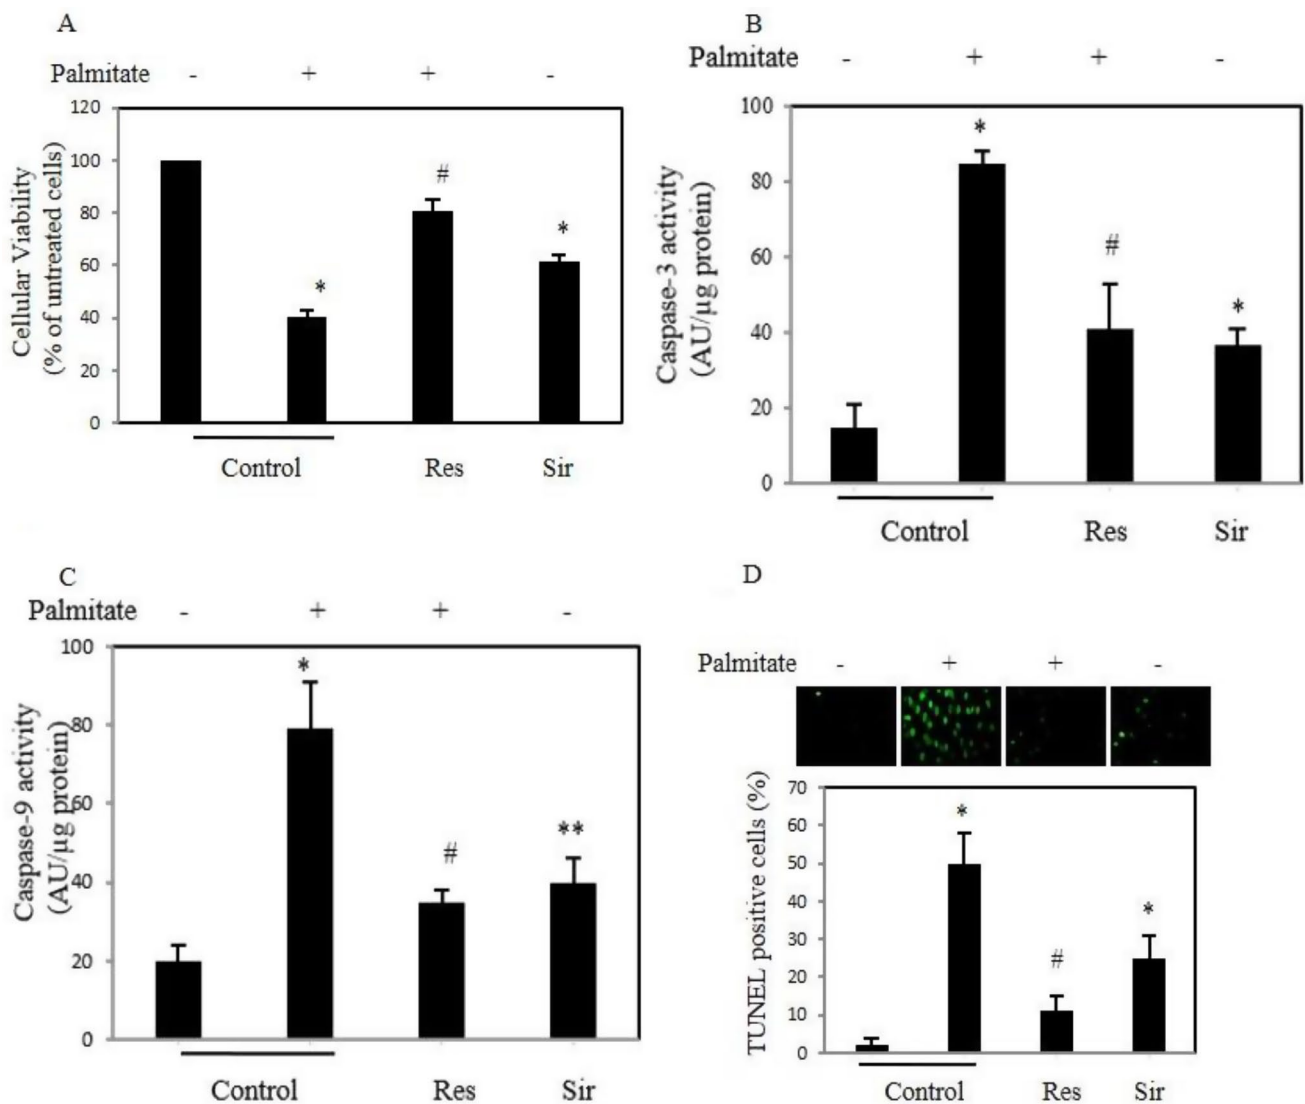 A
Palmitate - + + -
120
100
80
60
40
20
0
Cellular Viability
(% of untreated cells)
* # *
Control Res Sir
B
Palmitate - + + -
100
80
60
40
20
0
Caspase-3 activity
(AU/µg protein)
* # *
Control Res Sir
C
Palmitate - + + -
100
80
60
40
20
0
Caspase-9 activity
(AU/µg protein)
* # **
Control Res Sir
D
Palmitate - + + -
70
60
50
40
30
20
10
0
TUNEL positive cells (%)
* # *
Control Res Sir